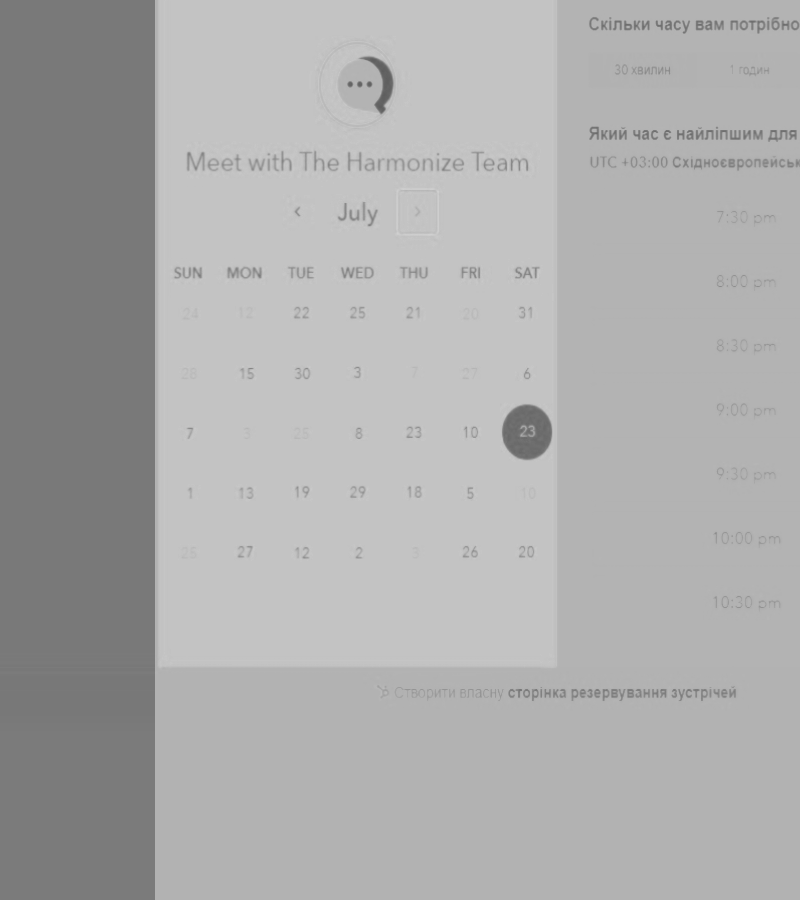 Meet with The Harmonize Team
July
SUN MON TUE WED THU FRI SAT
24 12 22 25 21 20 31
28 15 30 3 7 27 6
7 3 25 8 23 10 23
1 13 19 29 18 5 10
26 27 12 2 3 26 20
Скільки часу вам потрібно
30 хвилин 1 годин
Який час є найліпшим для
UTC +03:00 Східноєвропейськ
7:30 pm
8:00 pm
8:30 pm
9:00 pm
9:30 pm
10:00 pm
10:30 pm
Створити власну сторінка резервування зустрічей